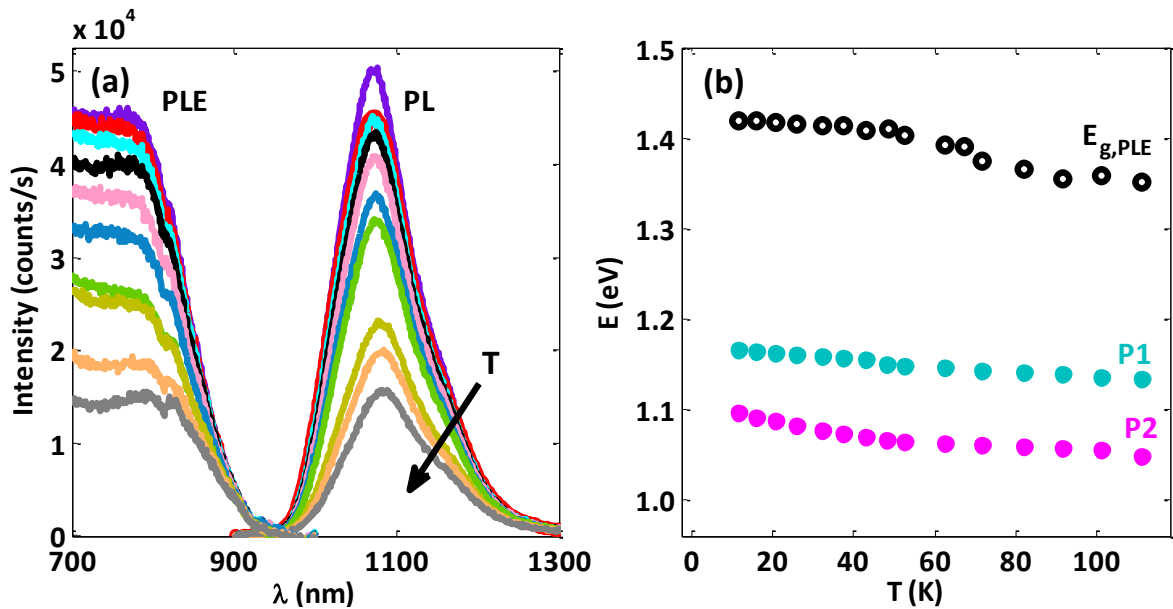 x 10⁴
(a)
PLE
PL
5
4
3
2
1
0
T
Intensity (counts/s)
700
900
1100
1300
λ (nm)
(b)
1.5
1.4
1.3
1.2
1.1
1.0
E (eV)
E_g,PLE
P1
P2
0
20
40
60
80
100
T (K)